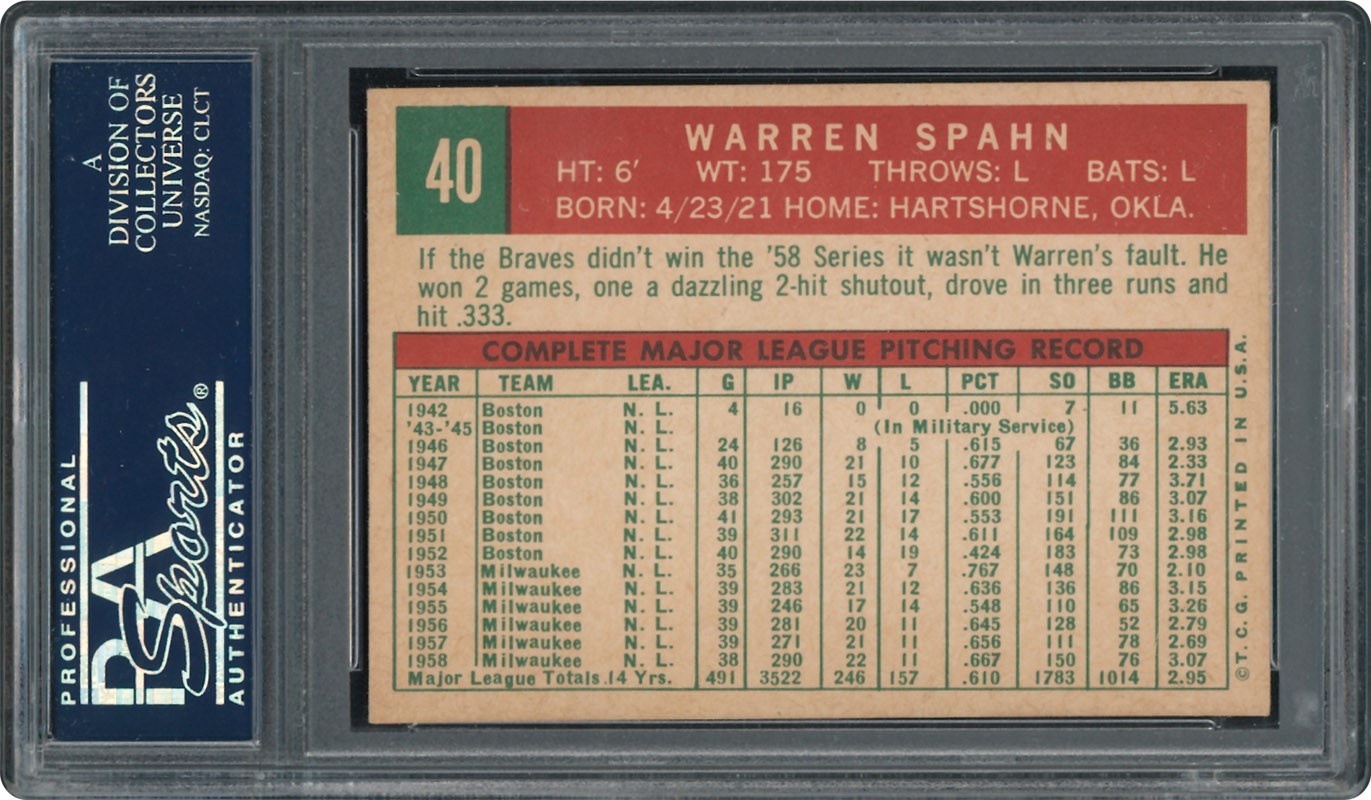 A
DIVISION OF
COLLECTORS
UNIVERSE
NASDAQ: CLCT
PROFESSIONAL
PSA
Sports®
AUTHENTICATOR
40
WARREN SPAHN
HT: 6′ WT: 175 THROWS: L BATS: L
BORN: 4/23/21 HOME: HARTSHORNE, OKLA.
If the Braves didn't win the '58 Series it wasn't Warren's fault. He
won 2 games, one a dazzling 2-hit shutout, drove in three runs and
hit .333.
COMPLETE MAJOR LEAGUE PITCHING RECORD
YEAR TEAM LEA. G IP W L PCT SO BB ERA
1942 Boston N. L. 4 16 0 0 .000 7 11 5.63
'43-'45 Boston N. L. (In Military Service)
1946 Boston N. L. 24 126 8 5 .615 67 36 2.93
1947 Boston N. L. 40 290 21 10 .677 123 84 2.33
1948 Boston N. L. 36 257 15 12 .556 114 77 3.71
1949 Boston N. L. 38 302 21 14 .600 151 86 3.07
1950 Boston N. L. 41 293 21 17 .553 191 111 3.16
1951 Boston N. L. 39 311 22 14 .611 164 109 2.98
1952 Boston N. L. 40 290 14 19 .424 183 73 2.98
1953 Milwaukee N. L. 35 266 23 7 .767 148 70 2.10
1954 Milwaukee N. L. 39 283 21 12 .636 136 86 3.15
1955 Milwaukee N. L. 39 246 17 14 .548 110 65 3.26
1956 Milwaukee N. L. 39 281 20 11 .645 128 52 2.79
1957 Milwaukee N. L. 39 271 21 11 .656 111 78 2.69
1958 Milwaukee N. L. 38 290 22 11 .667 150 76 3.07
Major League Totals 14 Yrs. 491 3522 246 157 .610 1783 1014 2.95
© T. C. G. PRINTED IN U.S.A.